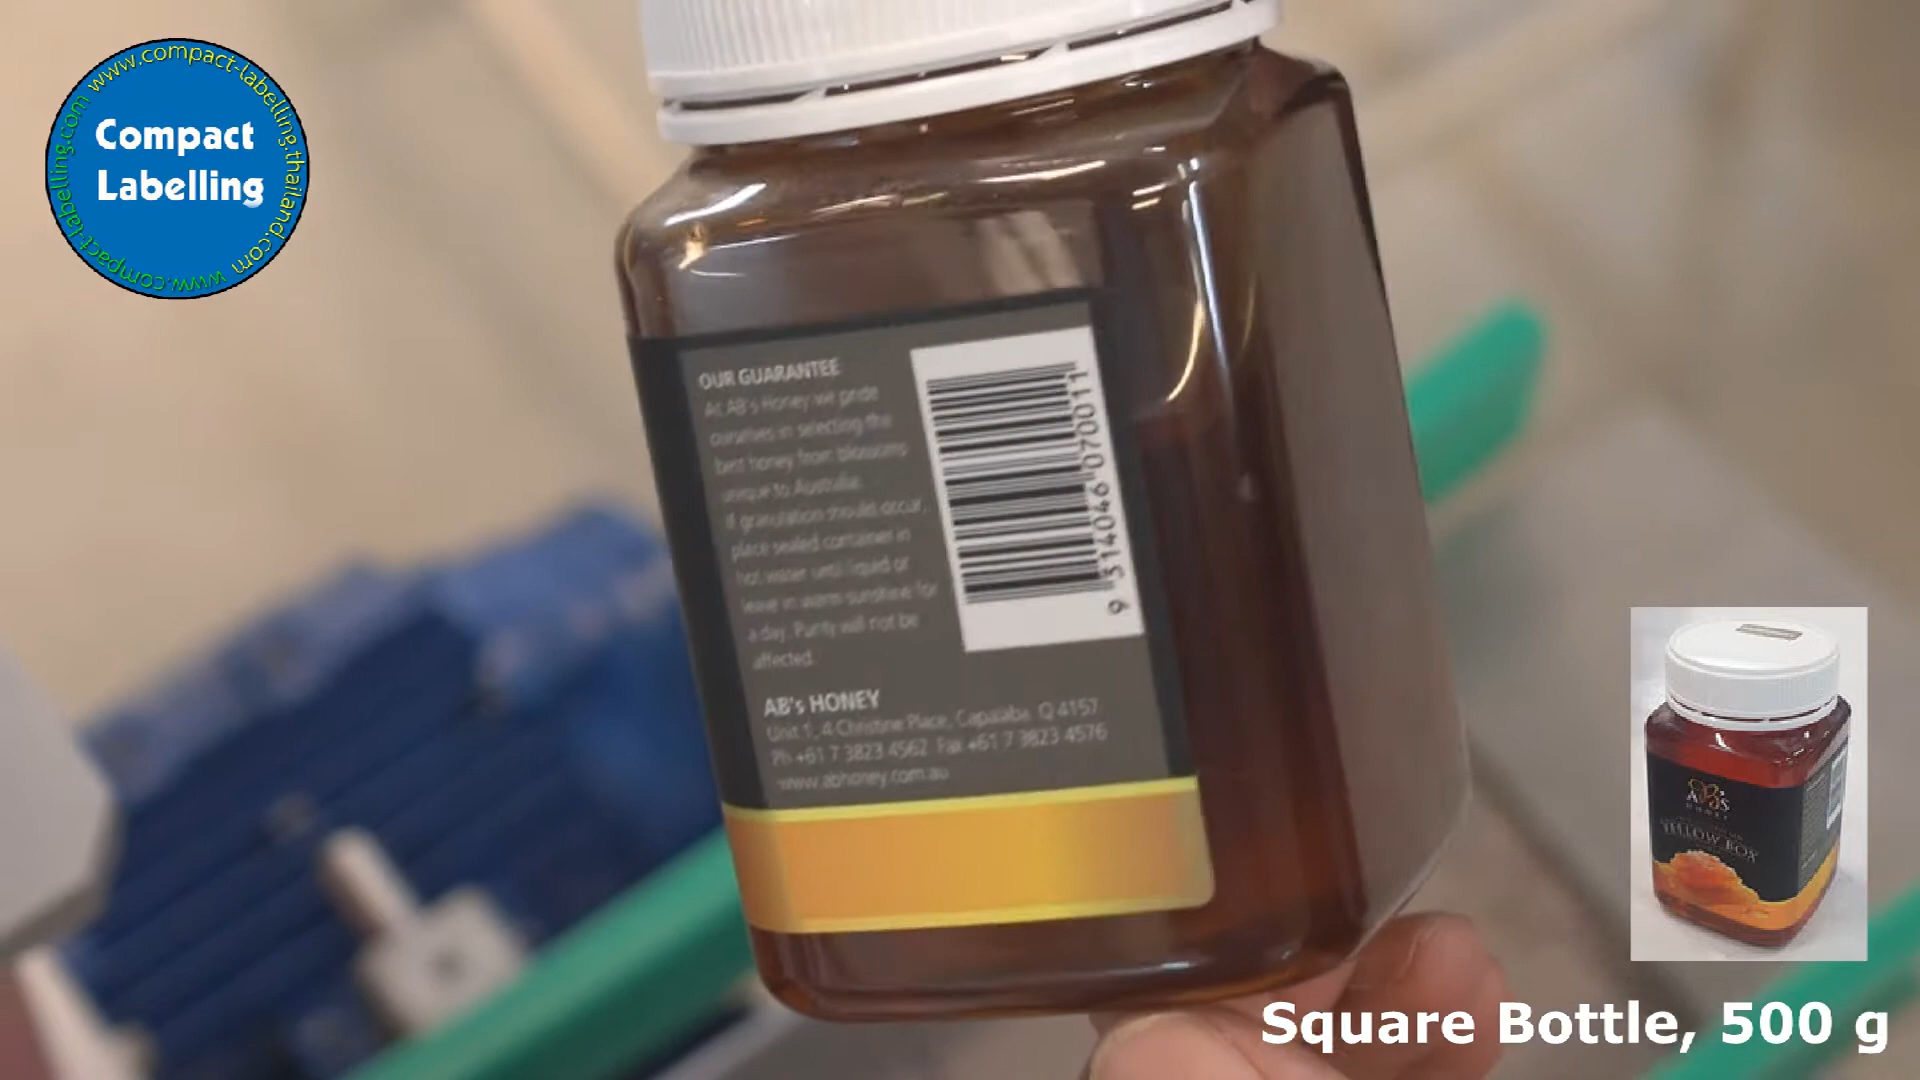 www.compact-labelling.thailand.com
www.compact-labelling.com
Compact
Labelling
OUR GUARANTEE
At AB's Honey we pride
ourselves in selecting the
best honey from blossoms
unique to Australia.
If granulation should occur,
place sealed container in
hot water until liquid or
leave in warm sunshine for
a day. Purity will not be
affected.
9 314046 070011
AB's HONEY
Unit 1, 4 Christine Place, Capalaba Q 4157
Ph +61 7 3823 4562 Fax +61 7 3823 4576
www.abhoney.com.au
AB's
HONEY
YELLOW BOX
Square Bottle, 500 g